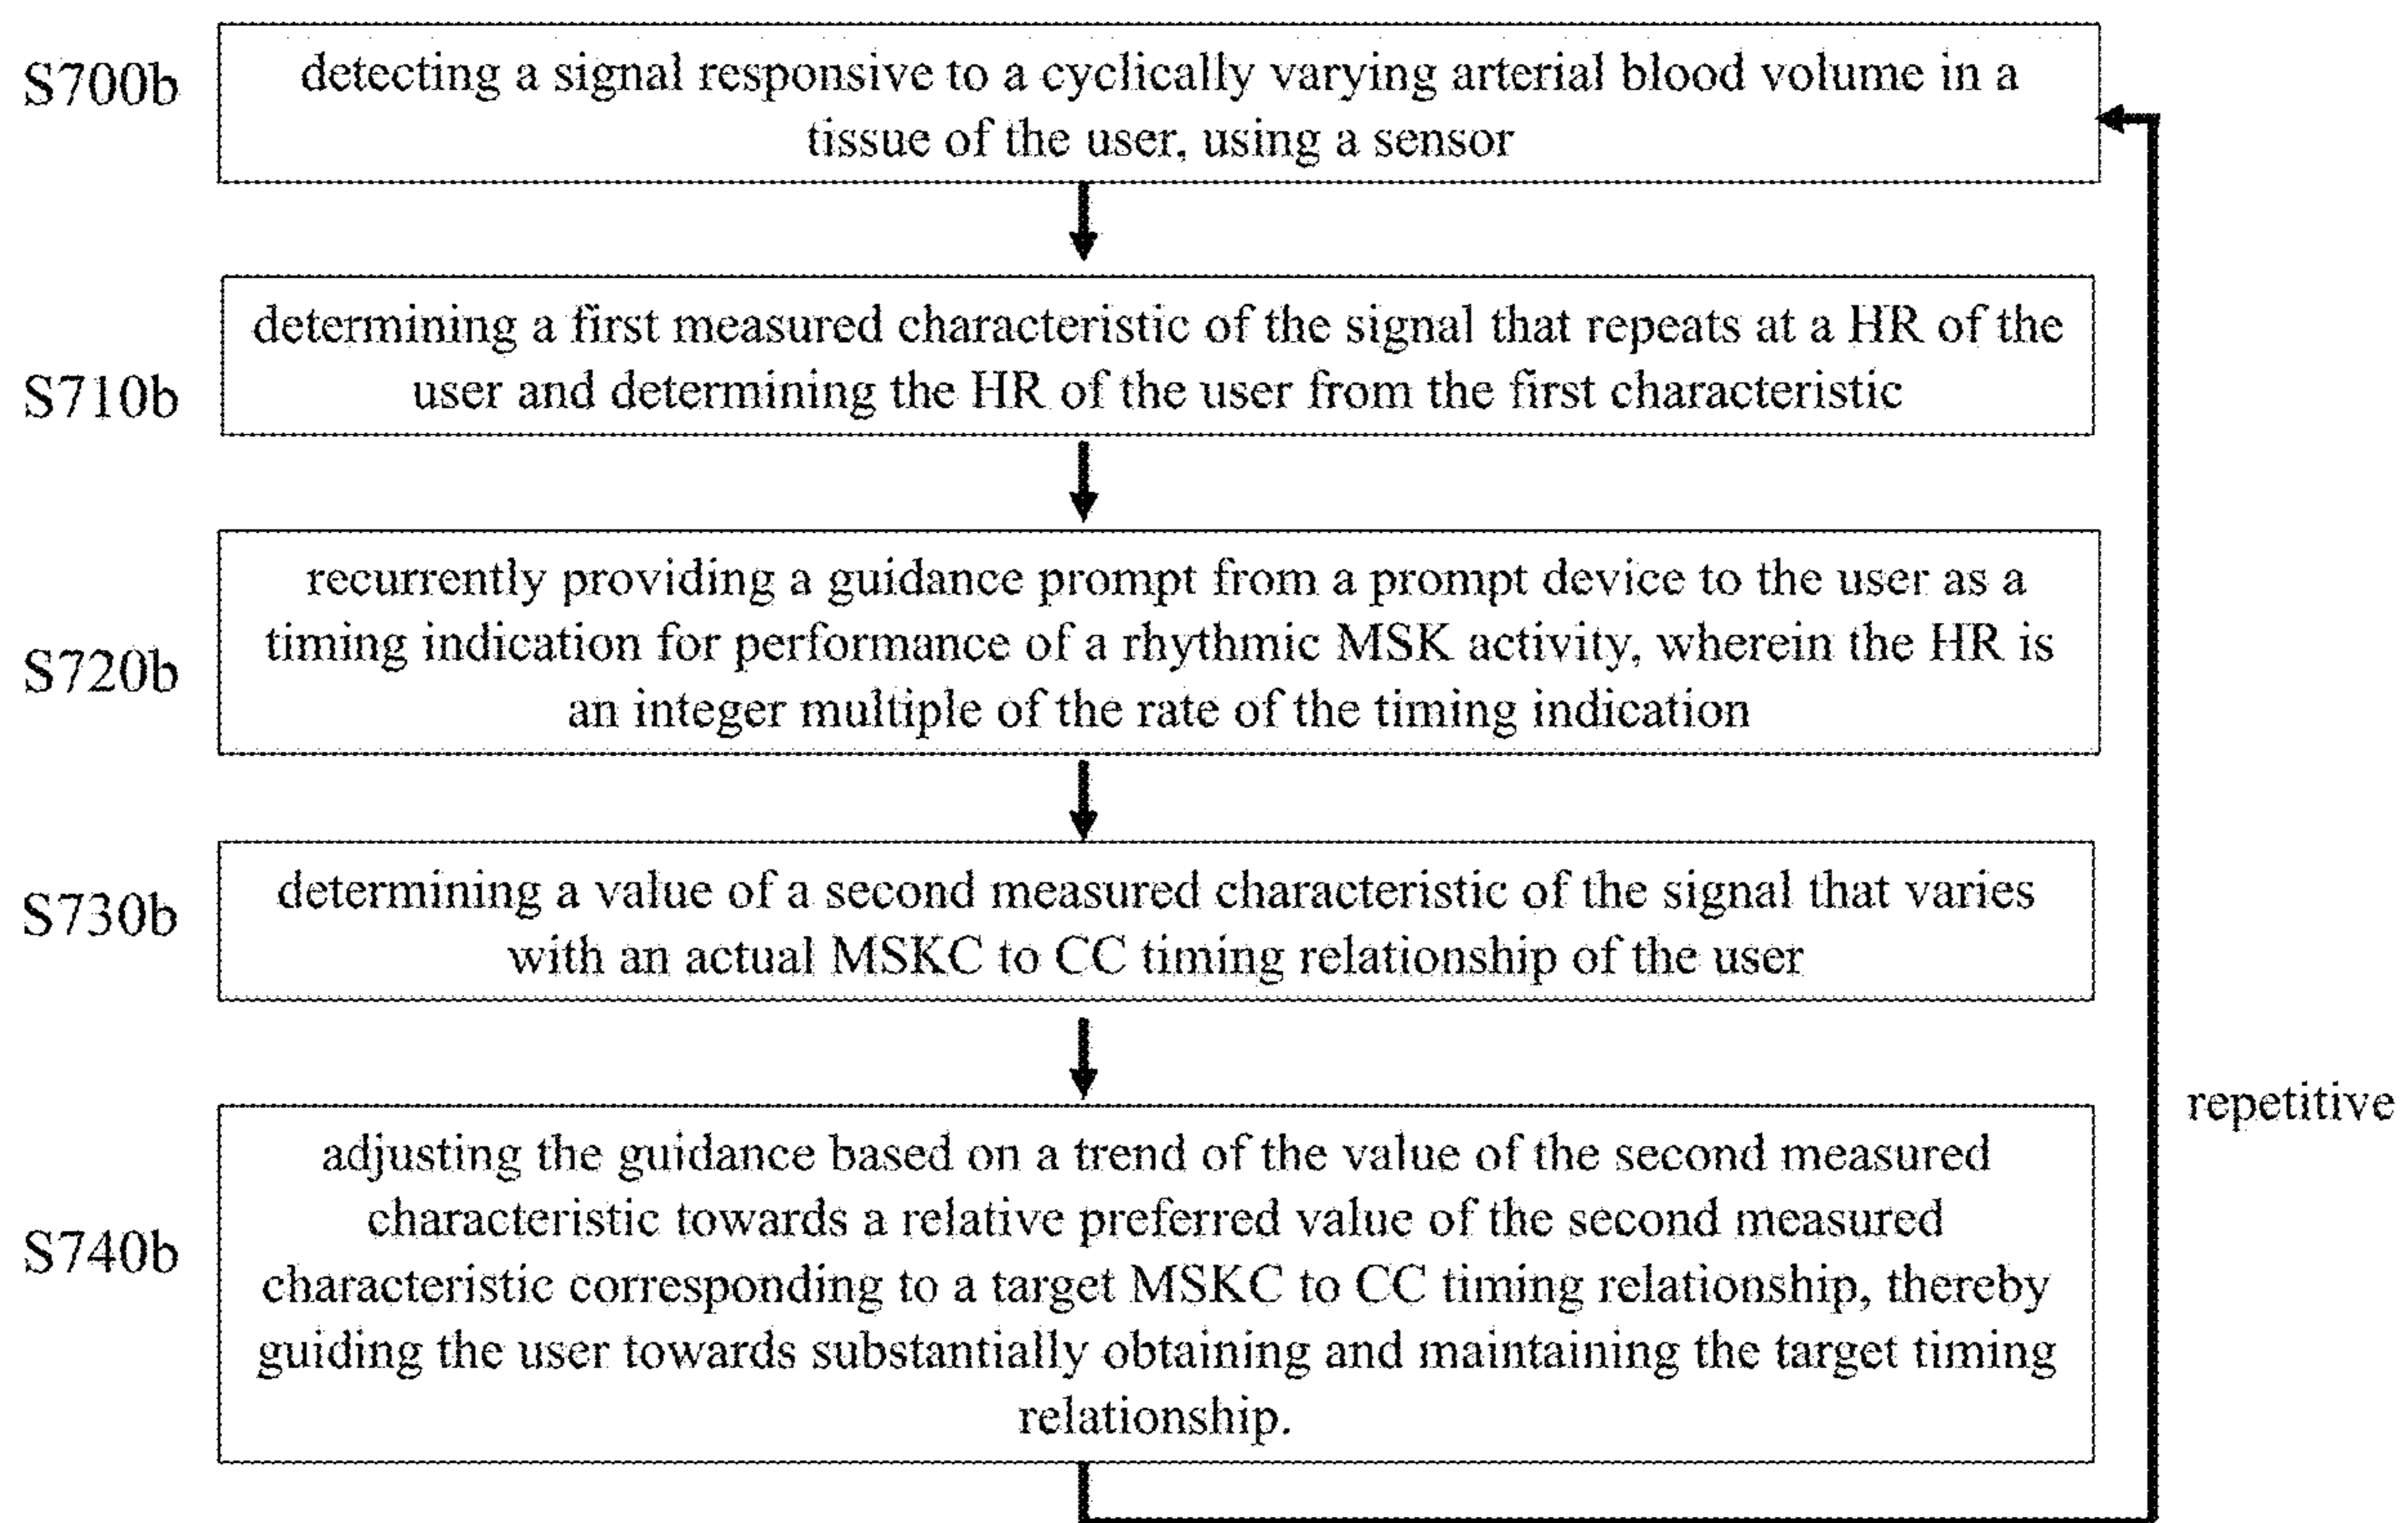 S700b
detecting a signal responsive to a cyclically varying arterial blood volume in a
tissue of the user, using a sensor
S710b
determining a first measured characteristic of the signal that repeats at a HR of the
user and determining the HR of the user from the first characteristic
S720b
recurrently providing a guidance prompt from a prompt device to the user as a
timing indication for performance of a rhythmic MSK activity, wherein the HR is
an integer multiple of the rate of the timing indication
S730b
determining a value of a second measured characteristic of the signal that varies
with an actual MSKC to CC timing relationship of the user
S740b
adjusting the guidance based on a trend of the value of the second measured
characteristic towards a relative preferred value of the second measured
characteristic corresponding to a target MSKC to CC timing relationship, thereby
guiding the user towards substantially obtaining and maintaining the target timing
relationship.
repetitive